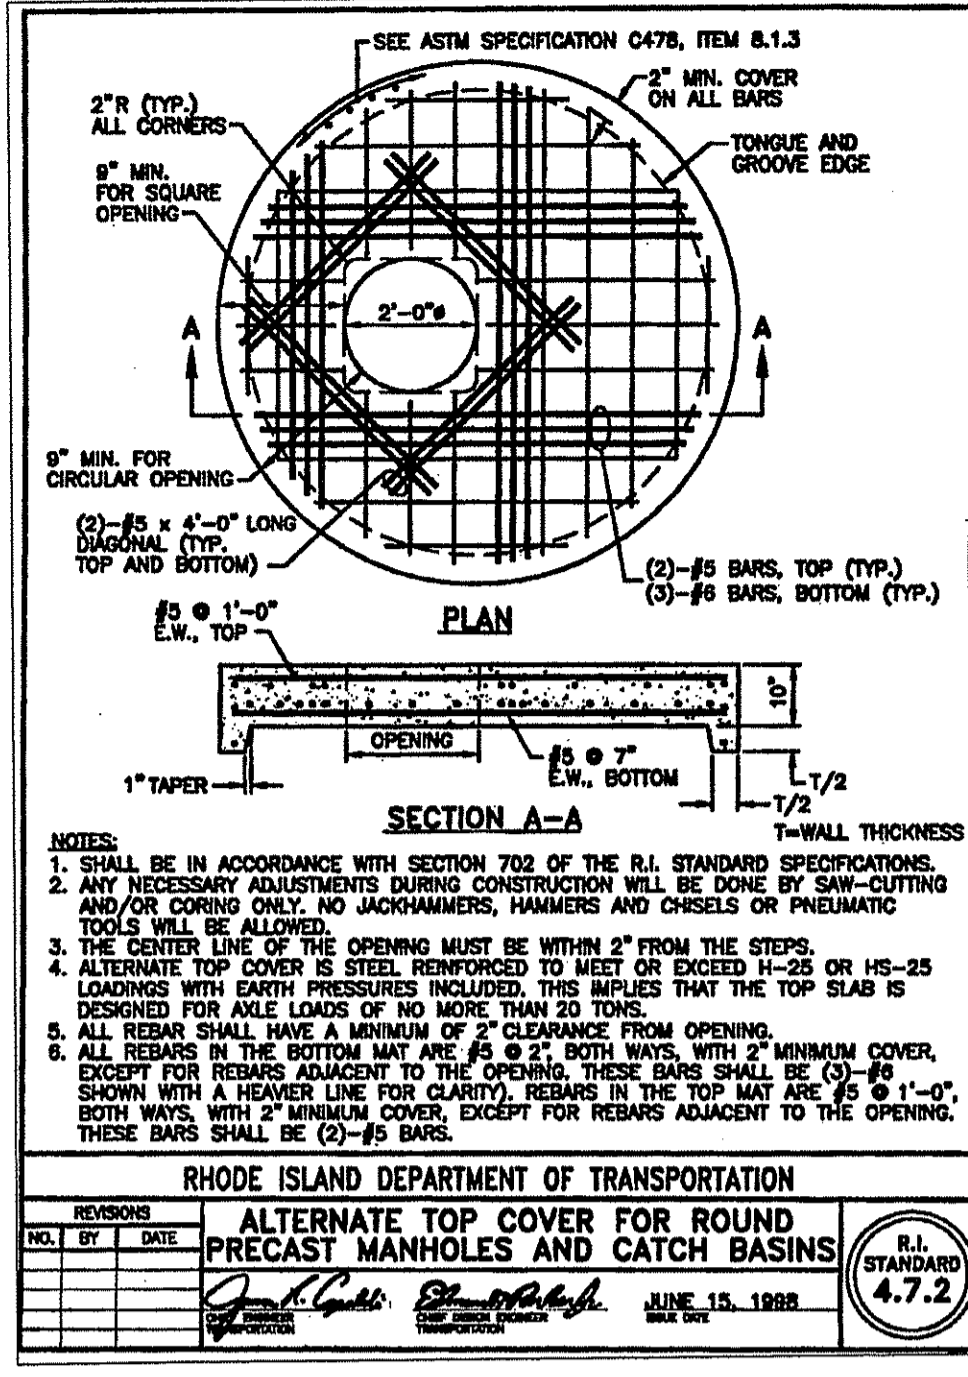 SEE ASTM SPECIFICATION C478, ITEM 8.1.3
2" MIN. COVER
ON ALL BARS
2"R (TYP.)
ALL CORNERS
TONGUE AND
GROOVE EDGE
9" MIN.
FOR SQUARE
OPENING
2'-0"ø
A
A
9" MIN. FOR
CIRCULAR OPENING
(2)-#5 x 4'-0" LONG
DIAGONAL (TYP.
TOP AND BOTTOM)
(2)-#5 BARS, TOP (TYP.)
(3)-#6 BARS, BOTTOM (TYP.)
PLAN
#5 @ 1'-0"
E.W., TOP
10"
OPENING
#5 @ 7"
E.W., BOTTOM
1" TAPER
T/2
T/2
SECTION A-A
T=WALL THICKNESS
NOTES:
1. SHALL BE IN ACCORDANCE WITH SECTION 702 OF THE R.I. STANDARD SPECIFICATIONS.
2. ANY NECESSARY ADJUSTMENTS DURING CONSTRUCTION WILL BE DONE BY SAW-CUTTING
AND/OR CORING ONLY. NO JACKHAMMERS, HAMMERS AND CHISELS OR PNEUMATIC
TOOLS WILL BE ALLOWED.
3. THE CENTER LINE OF THE OPENING MUST BE WITHIN 2" FROM THE STEPS.
4. ALTERNATE TOP COVER IS STEEL REINFORCED TO MEET OR EXCEED H-25 OR HS-25
LOADINGS WITH EARTH PRESSURES INCLUDED. THIS IMPLIES THAT THE TOP SLAB IS
DESIGNED FOR AXLE LOADS OF NO MORE THAN 20 TONS.
5. ALL REBAR SHALL HAVE A MINIMUM OF 2" CLEARANCE FROM OPENING.
6. ALL REBARS IN THE BOTTOM MAT ARE #5 @ 2", BOTH WAYS, WITH 2" MINIMUM COVER,
EXCEPT FOR REBARS ADJACENT TO THE OPENING. THESE BARS SHALL BE (3)-#6
SHOWN WITH A HEAVIER LINE FOR CLARITY). REBARS IN THE TOP MAT ARE #5 @ 1'-0",
BOTH WAYS, WITH 2" MINIMUM COVER, EXCEPT FOR REBARS ADJACENT TO THE OPENING.
THESE BARS SHALL BE (2)-#5 BARS.
RHODE ISLAND DEPARTMENT OF TRANSPORTATION
REVISIONS
NO. BY DATE
ALTERNATE TOP COVER FOR ROUND
PRECAST MANHOLES AND CATCH BASINS
R.I.
STANDARD
4.7.2
JUNE 15, 1998
CHIEF ENGINEER
TRANSPORTATION
CHIEF DESIGN ENGINEER
TRANSPORTATION
ISSUE DATE